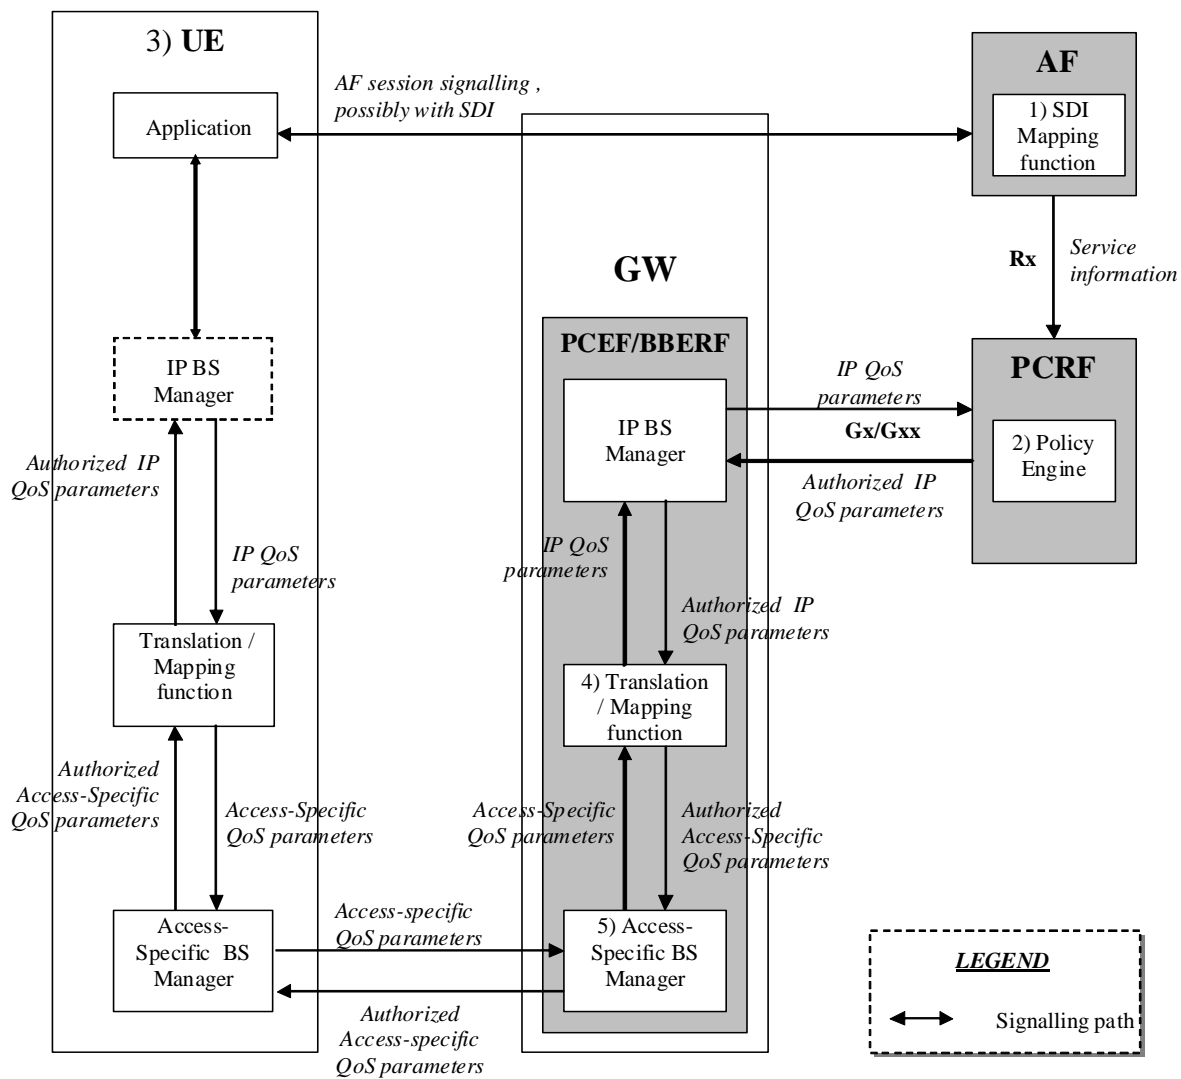 3) UE
Application
AF session signalling ,
possibly with SDI
AF
1) SDI
Mapping
function
Rx
Service
information
GW
PCEF/BBERF
PCRF
IP BS
Manager
IP BS
Manager
IP QoS
parameters
Gx/Gxx
2) Policy
Engine
Authorized IP
QoS parameters
Authorized IP
QoS parameters
IP QoS
parameters
IP QoS
parameters
Authorized IP
QoS parameters
Translation /
Mapping
function
4) Translation
/ Mapping
function
Authorized
Access-Specific
QoS parameters
Access-Specific
QoS parameters
Access-Specific
QoS parameters
Authorized
Access-Specific
QoS parameters
Access-
Specific BS
Manager
Access-specific
QoS parameters
5) Access-
Specific BS
Manager
Authorized
Access-specific
QoS parameters
LEGEND
Signalling path